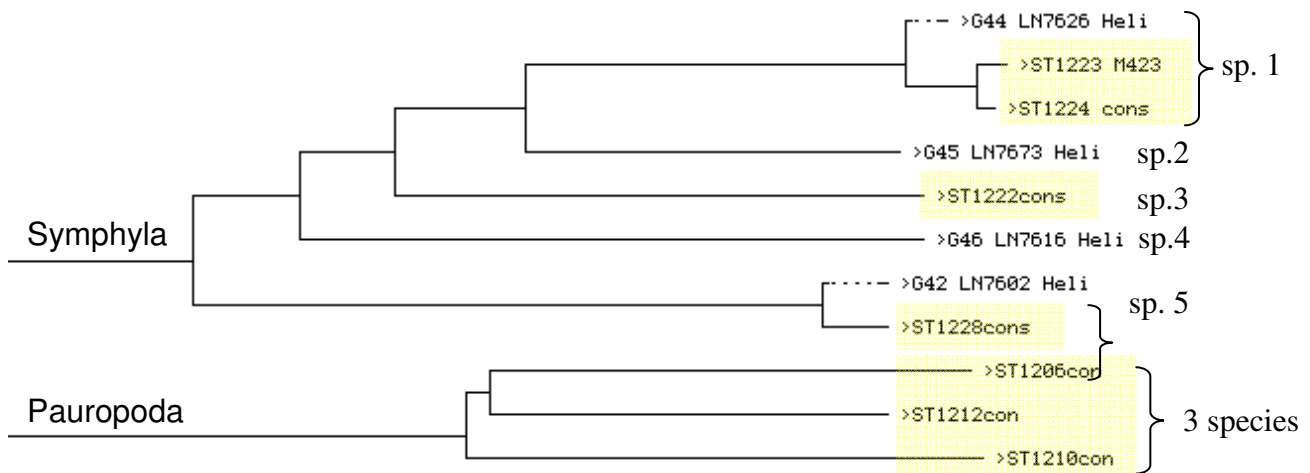 >G44 LN7626 Heli
>ST1223 M423
sp. 1
>ST1224 cons
>G45 LN7673 Heli sp.2
>ST1222cons sp.3
Symphyla
>G46 LN7616 Heli sp.4
>G42 LN7602 Heli
sp. 5
>ST1228cons
>ST1206con
Pauropoda
>ST1212con
3 species
>ST1210con